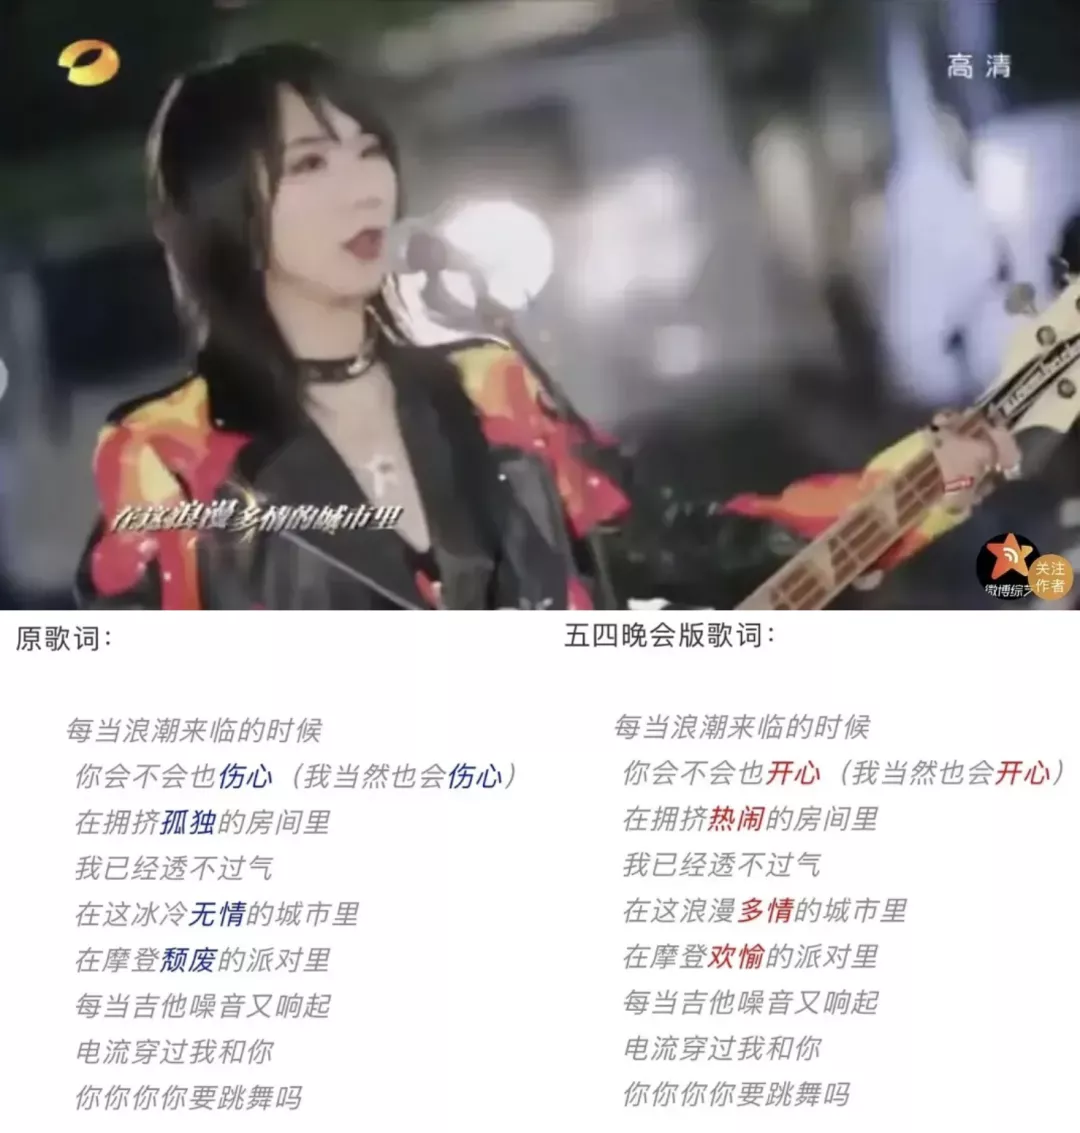 高清
在这浪漫多情的城市里
微博综艺
关注
作者
原歌词:
每当浪潮来临的时候
你会不会也伤心（我当然也会伤心）
在拥挤孤独的房间里
我已经透不过气
在这冰冷无情的城市里
在摩登颓废的派对里
每当吉他噪音又响起
电流穿过我和你
你你你你要跳舞吗
五四晚会版歌词:
每当浪潮来临的时候
你会不会也开心（我当然也会开心）
在拥挤热闹的房间里
我已经透不过气
在这浪漫多情的城市里
在摩登欢愉的派对里
每当吉他噪音又响起
电流穿过我和你
你你你你要跳舞吗